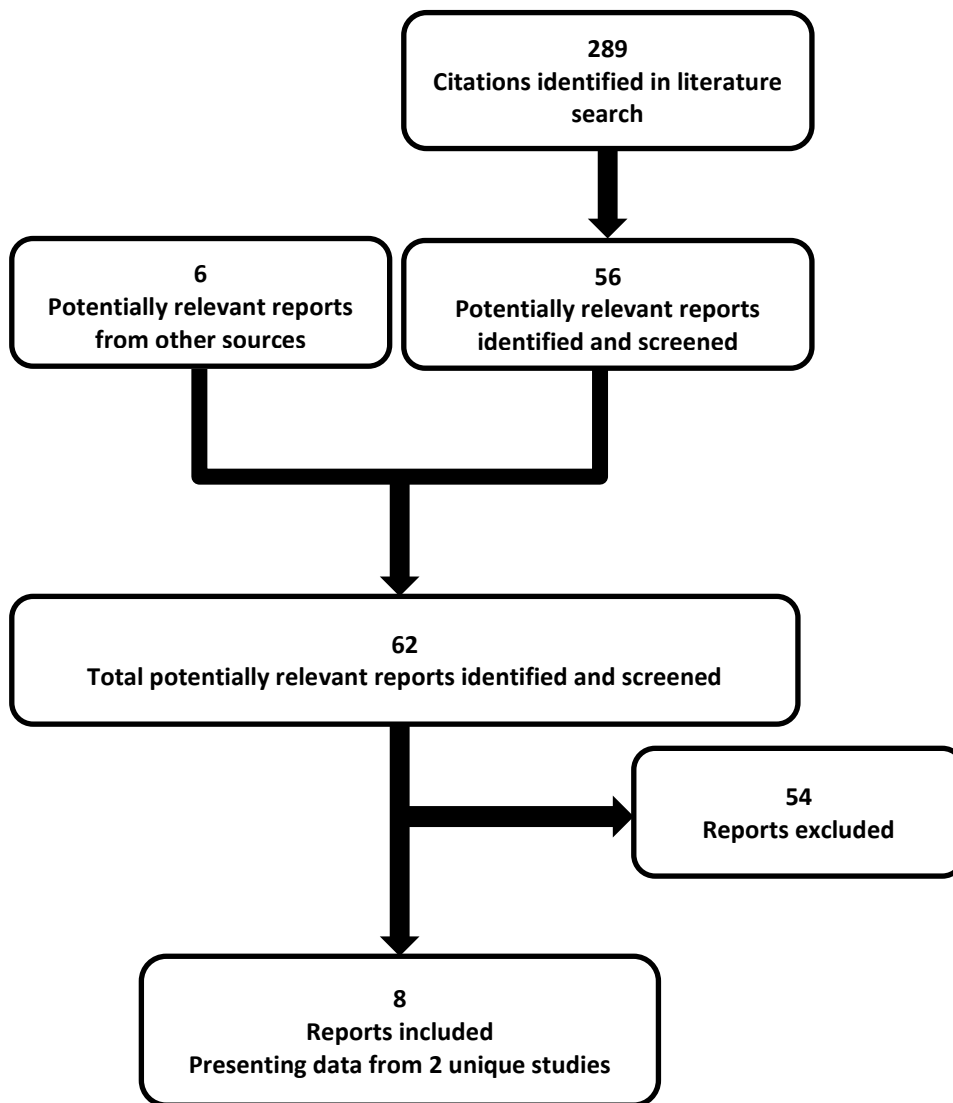 289
Citations identified in literature
search
6
Potentially relevant reports
from other sources
56
Potentially relevant reports
identified and screened
62
Total potentially relevant reports identified and screened
54
Reports excluded
8
Reports included
Presenting data from 2 unique studies